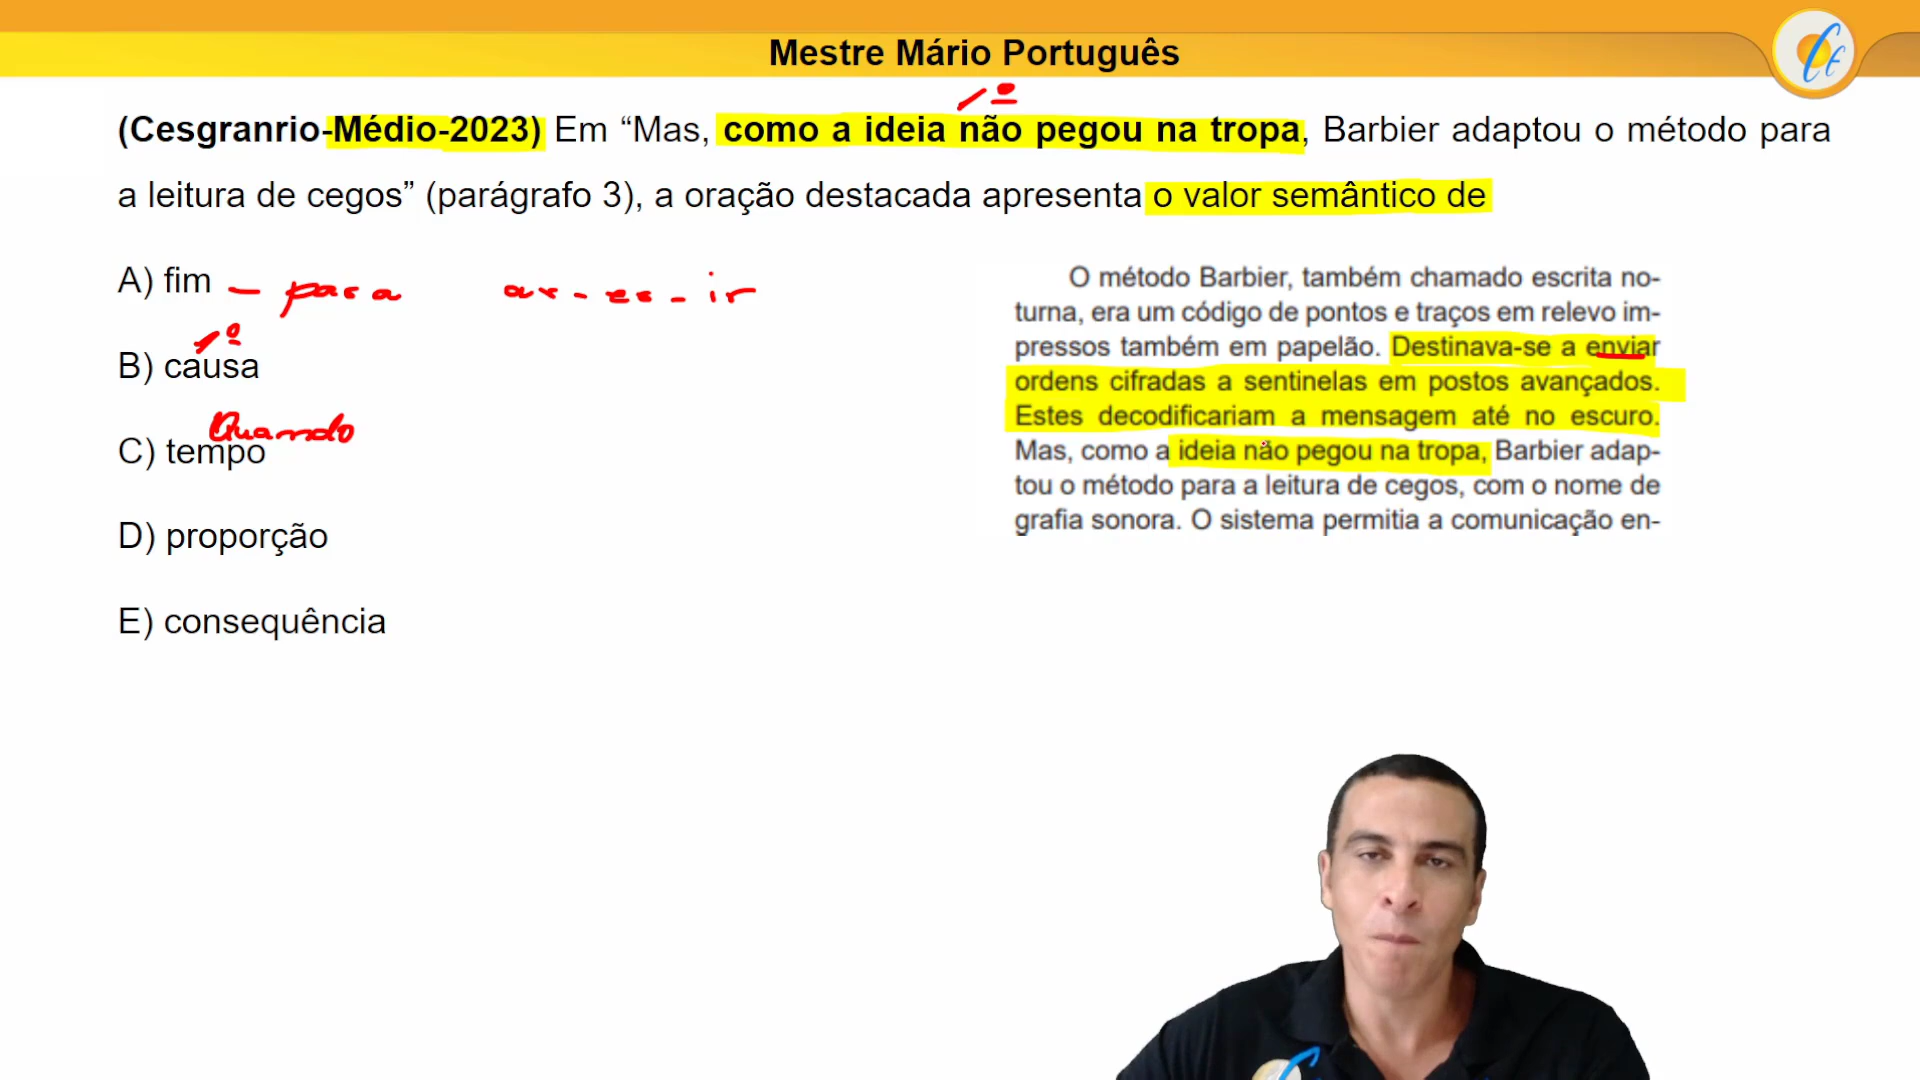 Mestre Mário Português
1º
(Cesgranrio-Médio-2023) Em “Mas, como a ideia não pegou na tropa, Barbier adaptou o método para
a leitura de cegos” (parágrafo 3), a oração destacada apresenta o valor semântico de
A) fim – para ar - er - ir
1º
B) causa
Quando
C) tempo
D) proporção
E) consequência
O método Barbier, também chamado escrita no-
turna, era um código de pontos e traços em relevo im-
pressos também em papelão. Destinava-se a enviar
ordens cifradas a sentinelas em postos avançados.
Estes decodificariam a mensagem até no escuro.
Mas, como a ideia não pegou na tropa, Barbier adap-
tou o método para a leitura de cegos, com o nome de
grafia sonora. O sistema permitia a comunicação en-